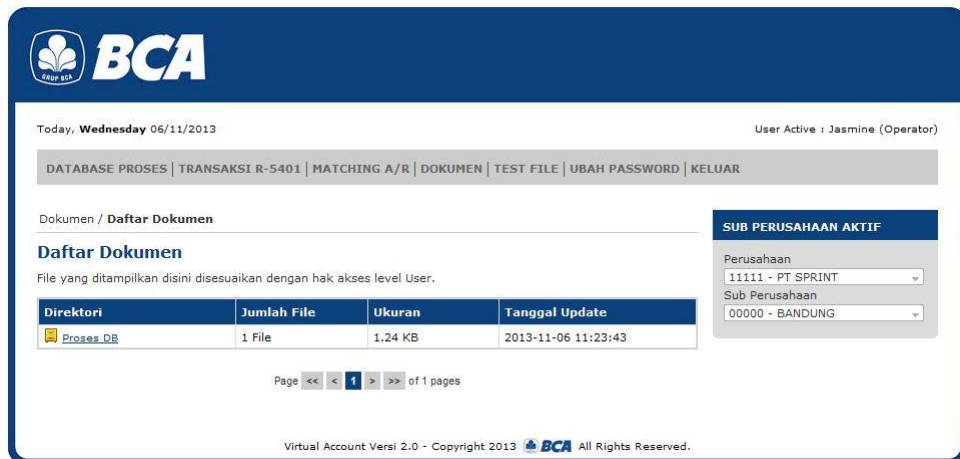 GRUP BCA
BCA
Today, Wednesday 06/11/2013
User Active : Jasmine (Operator)
DATABASE PROSES | TRANSAKSI R-5401 | MATCHING A/R | DOKUMEN | TEST FILE | UBAH PASSWORD | KELUAR
Dokumen / Daftar Dokumen
Daftar Dokumen
File yang ditampilkan disini disesuaikan dengan hak akses level User.
Direktori Jumlah File Ukuran Tanggal Update
Proses DB 1 File 1.24 KB 2013-11-06 11:23:43
Page << < 1 > >> of 1 pages
SUB PERUSAHAAN AKTIF
Perusahaan
11111 - PT SPRINT
Sub Perusahaan
00000 - BANDUNG
Virtual Account Versi 2.0 - Copyright 2013 BCA All Rights Reserved.